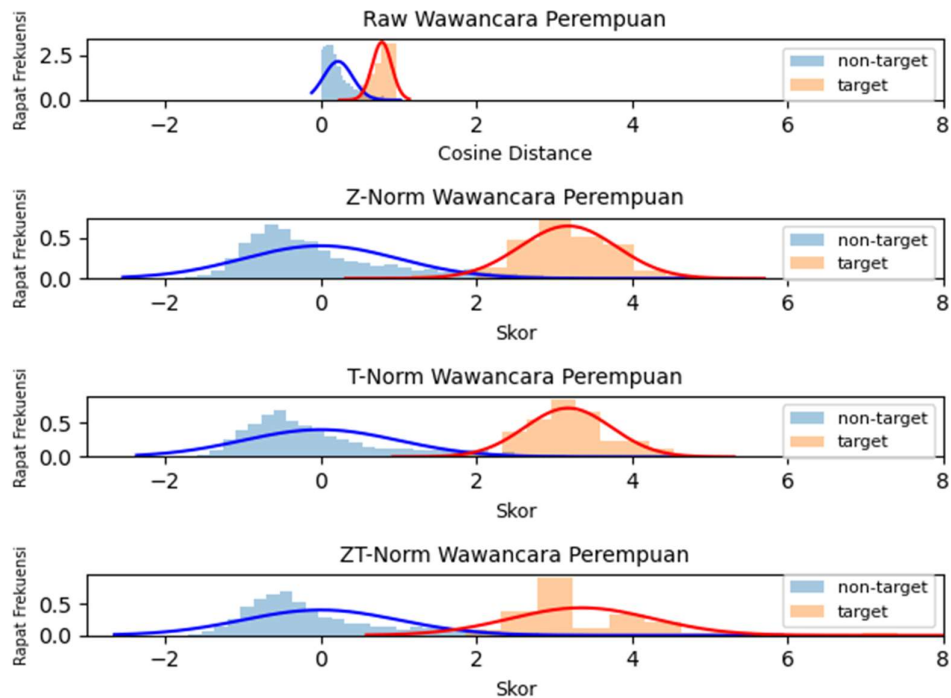 Raw Wawancara Perempuan
Rapat Frekuensi
2.5
0.0
non-target
target
−2 0 2 4 6 8
Cosine Distance
Z-Norm Wawancara Perempuan
Rapat Frekuensi
0.5
0.0
non-target
target
−2 0 2 4 6 8
Skor
T-Norm Wawancara Perempuan
Rapat Frekuensi
0.5
0.0
non-target
target
−2 0 2 4 6 8
Skor
ZT-Norm Wawancara Perempuan
Rapat Frekuensi
0.5
0.0
non-target
target
−2 0 2 4 6 8
Skor